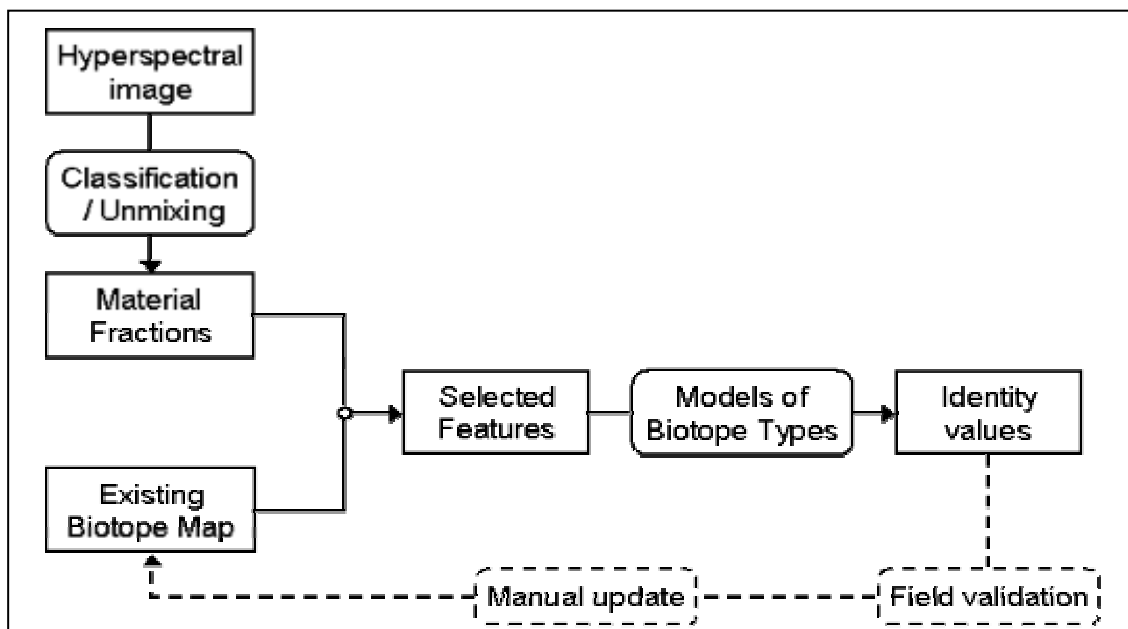 Hyperspectral
image
Classification
/ Unmixing
Material
Fractions
Selected
Features
Models of
Biotope Types
Identity
values
Existing
Biotope Map
Manual update
Field validation